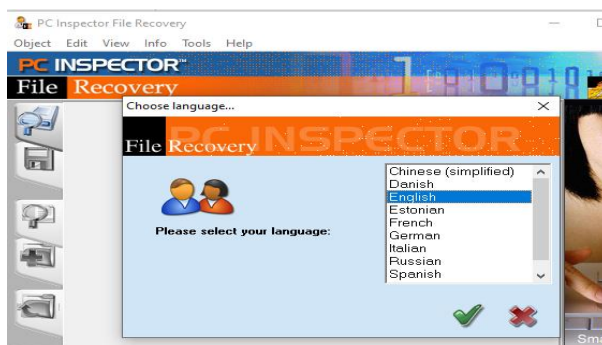 PC Inspector File Recovery
Object Edit View Info Tools Help
PC INSPECTOR™
File Recovery
Choose language...
File Recovery
PC INSPECTOR
Chinese (simplified)
Danish
English
Estonian
French
German
Italian
Russian
Spanish
Please select your language: